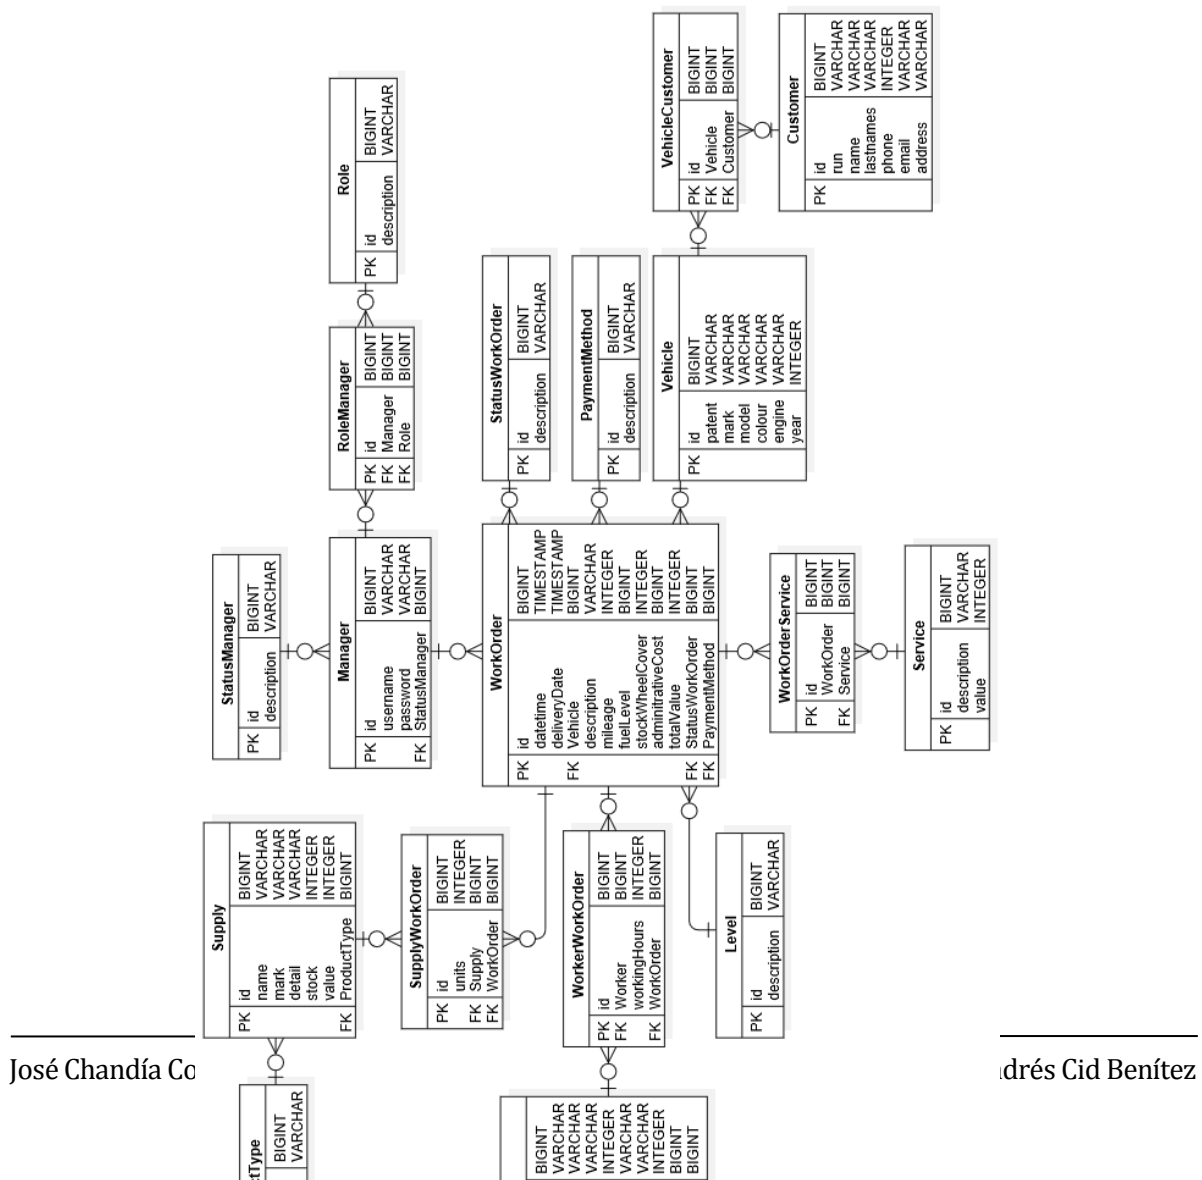 Role
PK id BIGINT
description VARCHAR
RoleManager
PK id BIGINT
FK Manager BIGINT
FK Role BIGINT
StatusManager
PK id BIGINT
description VARCHAR
Manager
PK id BIGINT
username VARCHAR
password VARCHAR
FK StatusManager BIGINT
VehicleCustomer
PK id BIGINT
FK Vehicle BIGINT
FK Customer BIGINT
Customer
PK id BIGINT
run VARCHAR
name VARCHAR
lastnames VARCHAR
phone INTEGER
email VARCHAR
address VARCHAR
StatusWorkOrder
PK id BIGINT
description VARCHAR
PaymentMethod
PK id BIGINT
description VARCHAR
Vehicle
PK id BIGINT
patent VARCHAR
mark VARCHAR
model VARCHAR
colour VARCHAR
engine VARCHAR
year INTEGER
WorkOrder
PK id BIGINT
datetime TIMESTAMP
deliveryDate TIMESTAMP
FK Vehicle BIGINT
description VARCHAR
mileage INTEGER
fuelLevel BIGINT
stockWheelCover INTEGER
adminitrativeCost BIGINT
totalValue INTEGER
FK StatusWorkOrder BIGINT
FK PaymentMethod BIGINT
WorkOrderService
PK id BIGINT
WorkOrder BIGINT
FK Service BIGINT
Service
PK id BIGINT
description VARCHAR
value INTEGER
Supply
PK id BIGINT
name VARCHAR
mark VARCHAR
detail VARCHAR
stock INTEGER
value INTEGER
FK ProductType BIGINT
SupplyWorkOrder
PK id BIGINT
units INTEGER
FK Supply BIGINT
FK WorkOrder BIGINT
WorkerWorkOrder
PK id BIGINT
FK Worker BIGINT
workingHours INTEGER
FK WorkOrder BIGINT
Level
PK id BIGINT
description VARCHAR
José Chandía Co
drés Cid Benítez
ctType
BIGINT
VARCHAR
BIGINT
VARCHAR
VARCHAR
VARCHAR
INTEGER
VARCHAR
VARCHAR
INTEGER
BIGINT
BIGINT